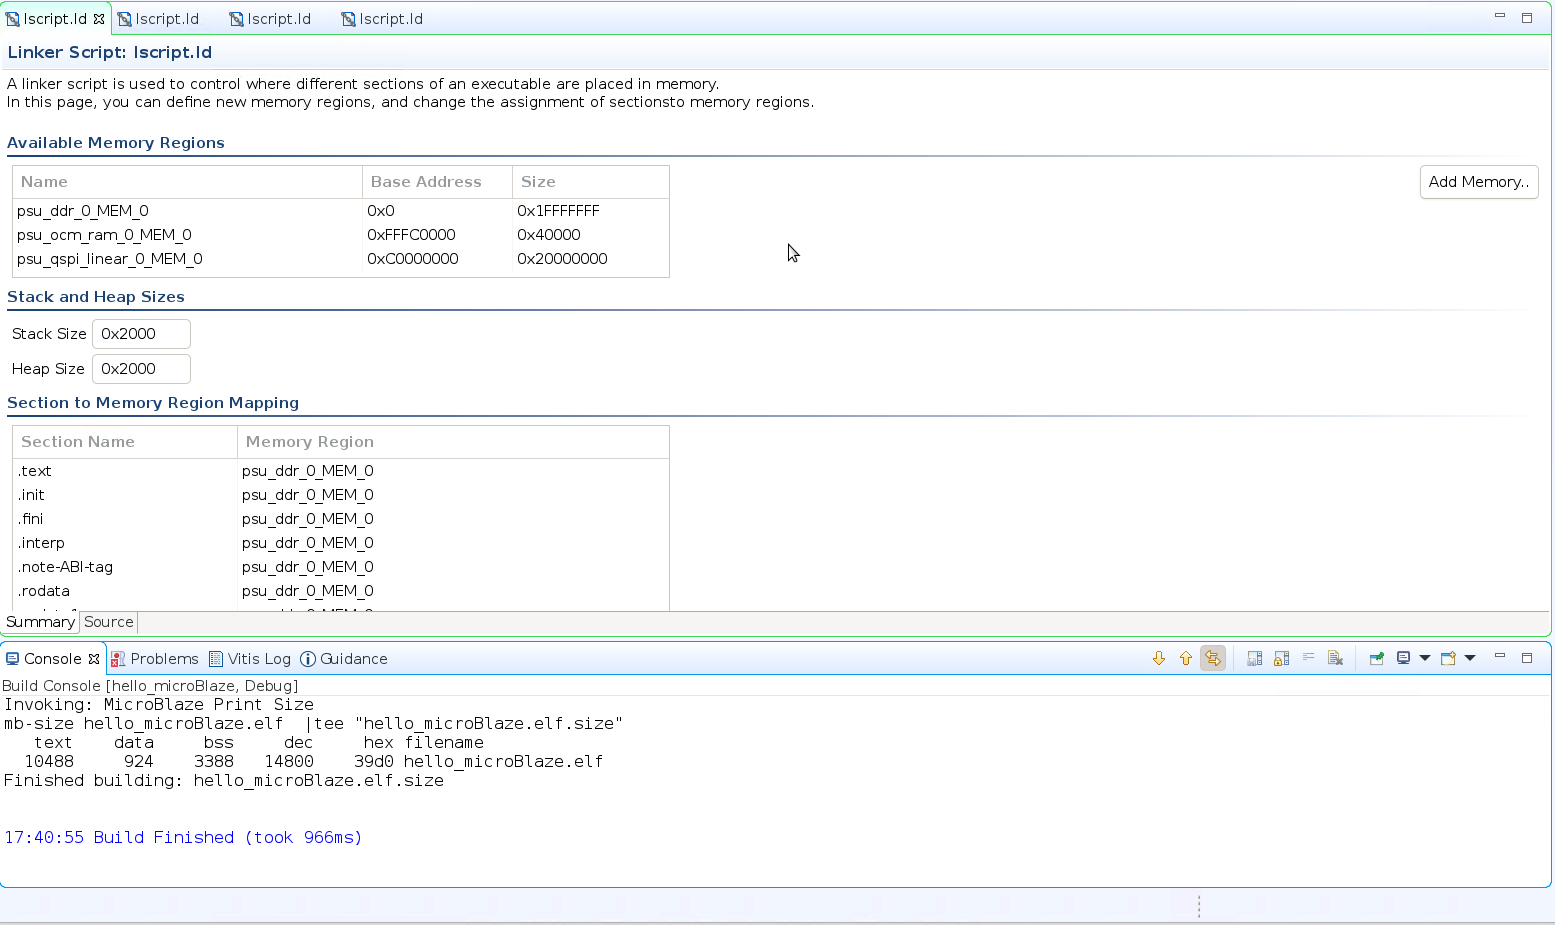 lscript.ld lscript.ld lscript.ld lscript.ld
Linker Script: lscript.ld
A linker script is used to control where different sections of an executable are placed in memory.
In this page, you can define new memory regions, and change the assignment of sectionsto memory regions.
Available Memory Regions
Name Base Address Size
Add Memory..
psu_ddr_0_MEM_0 0x0 0x1FFFFFFF
psu_ocm_ram_0_MEM_0 0xFFFC0000 0x40000
psu_qspi_linear_0_MEM_0 0xC0000000 0x20000000
Stack and Heap Sizes
Stack Size 0x2000
Heap Size 0x2000
Section to Memory Region Mapping
Section Name Memory Region
.text psu_ddr_0_MEM_0
.init psu_ddr_0_MEM_0
.fini psu_ddr_0_MEM_0
.interp psu_ddr_0_MEM_0
.note-ABI-tag psu_ddr_0_MEM_0
.rodata psu_ddr_0_MEM_0
Summary Source
Console Problems Vitis Log Guidance
Build Console [hello_microBlaze, Debug]
Invoking: MicroBlaze Print Size
mb-size hello_microBlaze.elf |tee "hello_microBlaze.elf.size"
text data bss dec hex filename
10488 924 3388 14800 39d0 hello_microBlaze.elf
Finished building: hello_microBlaze.elf.size
17:40:55 Build Finished (took 966ms)